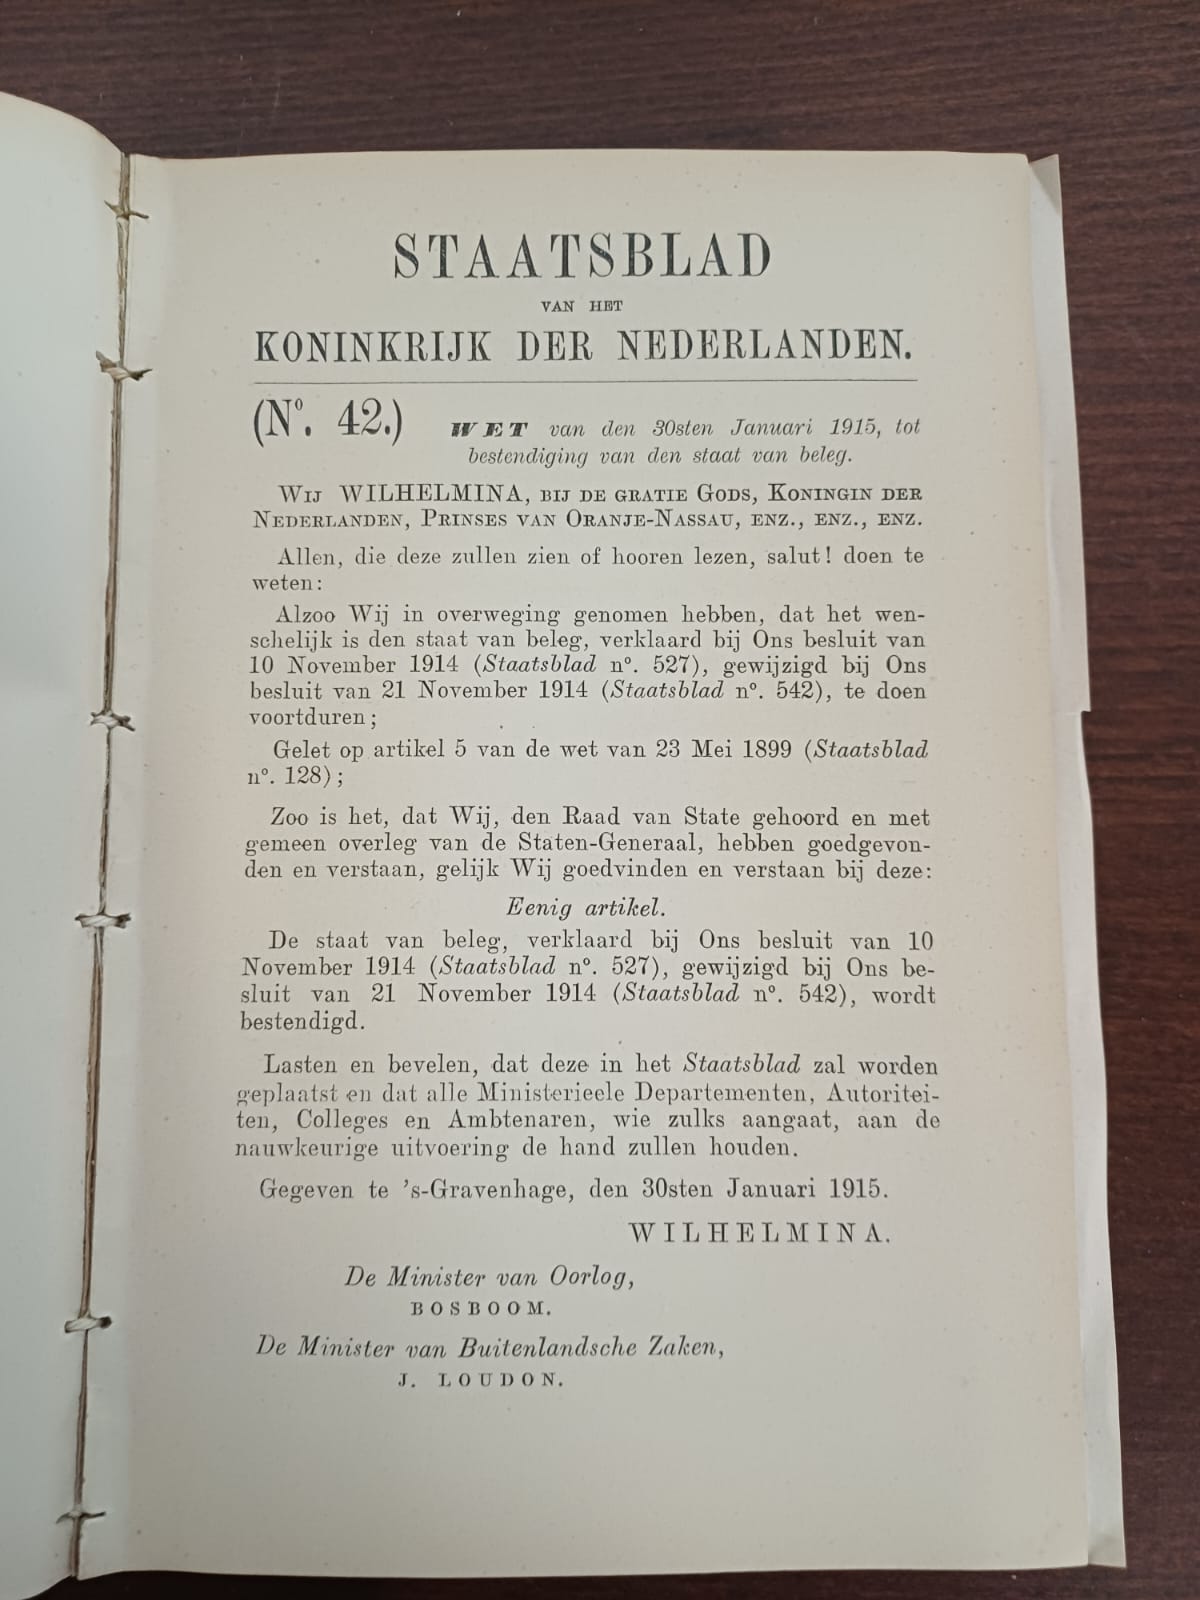 STAATSBLAD
VAN HET
KONINKRIJK DER NEDERLANDEN.
(Nº. 42.) WET van den 30sten Januari 1915, tot
bestendiging van den staat van beleg.
WIJ WILHELMINA, BIJ DE GRATIE GODS, KONINGIN DER
NEDERLANDEN, PRINSES VAN ORANJE-NASSAU, ENZ., ENZ., ENZ.
Allen, die deze zullen zien of hooren lezen, salut! doen te
weten:
Alzoo Wij in overweging genomen hebben, dat het wen-
schelijk is den staat van beleg, verklaard bij Ons besluit van
10 November 1914 (Staatsblad nº. 527), gewijzigd bij Ons
besluit van 21 November 1914 (Staatsblad nº. 542), te doen
voortduren;
Gelet op artikel 5 van de wet van 23 Mei 1899 (Staatsblad
nº. 128);
Zoo is het, dat Wij, den Raad van State gehoord en met
gemeen overleg van de Staten-Generaal, hebben goedgevon-
den en verstaan, gelijk Wij goedvinden en verstaan bij deze:
Eenig artikel.
De staat van beleg, verklaard bij Ons besluit van 10
November 1914 (Staatsblad nº. 527), gewijzigd bij Ons be-
sluit van 21 November 1914 (Staatsblad nº. 542), wordt
bestendigd.
Lasten en bevelen, dat deze in het Staatsblad zal worden
geplaatst en dat alle Ministerieele Departementen, Autoritei-
ten, Colleges en Ambtenaren, wie zulks aangaat, aan de
nauwkeurige uitvoering de hand zullen houden.
Gegeven te 's-Gravenhage, den 30sten Januari 1915.
WILHELMINA.
De Minister van Oorlog,
BOSBOOM.
De Minister van Buitenlandsche Zaken,
J. LOUDON.